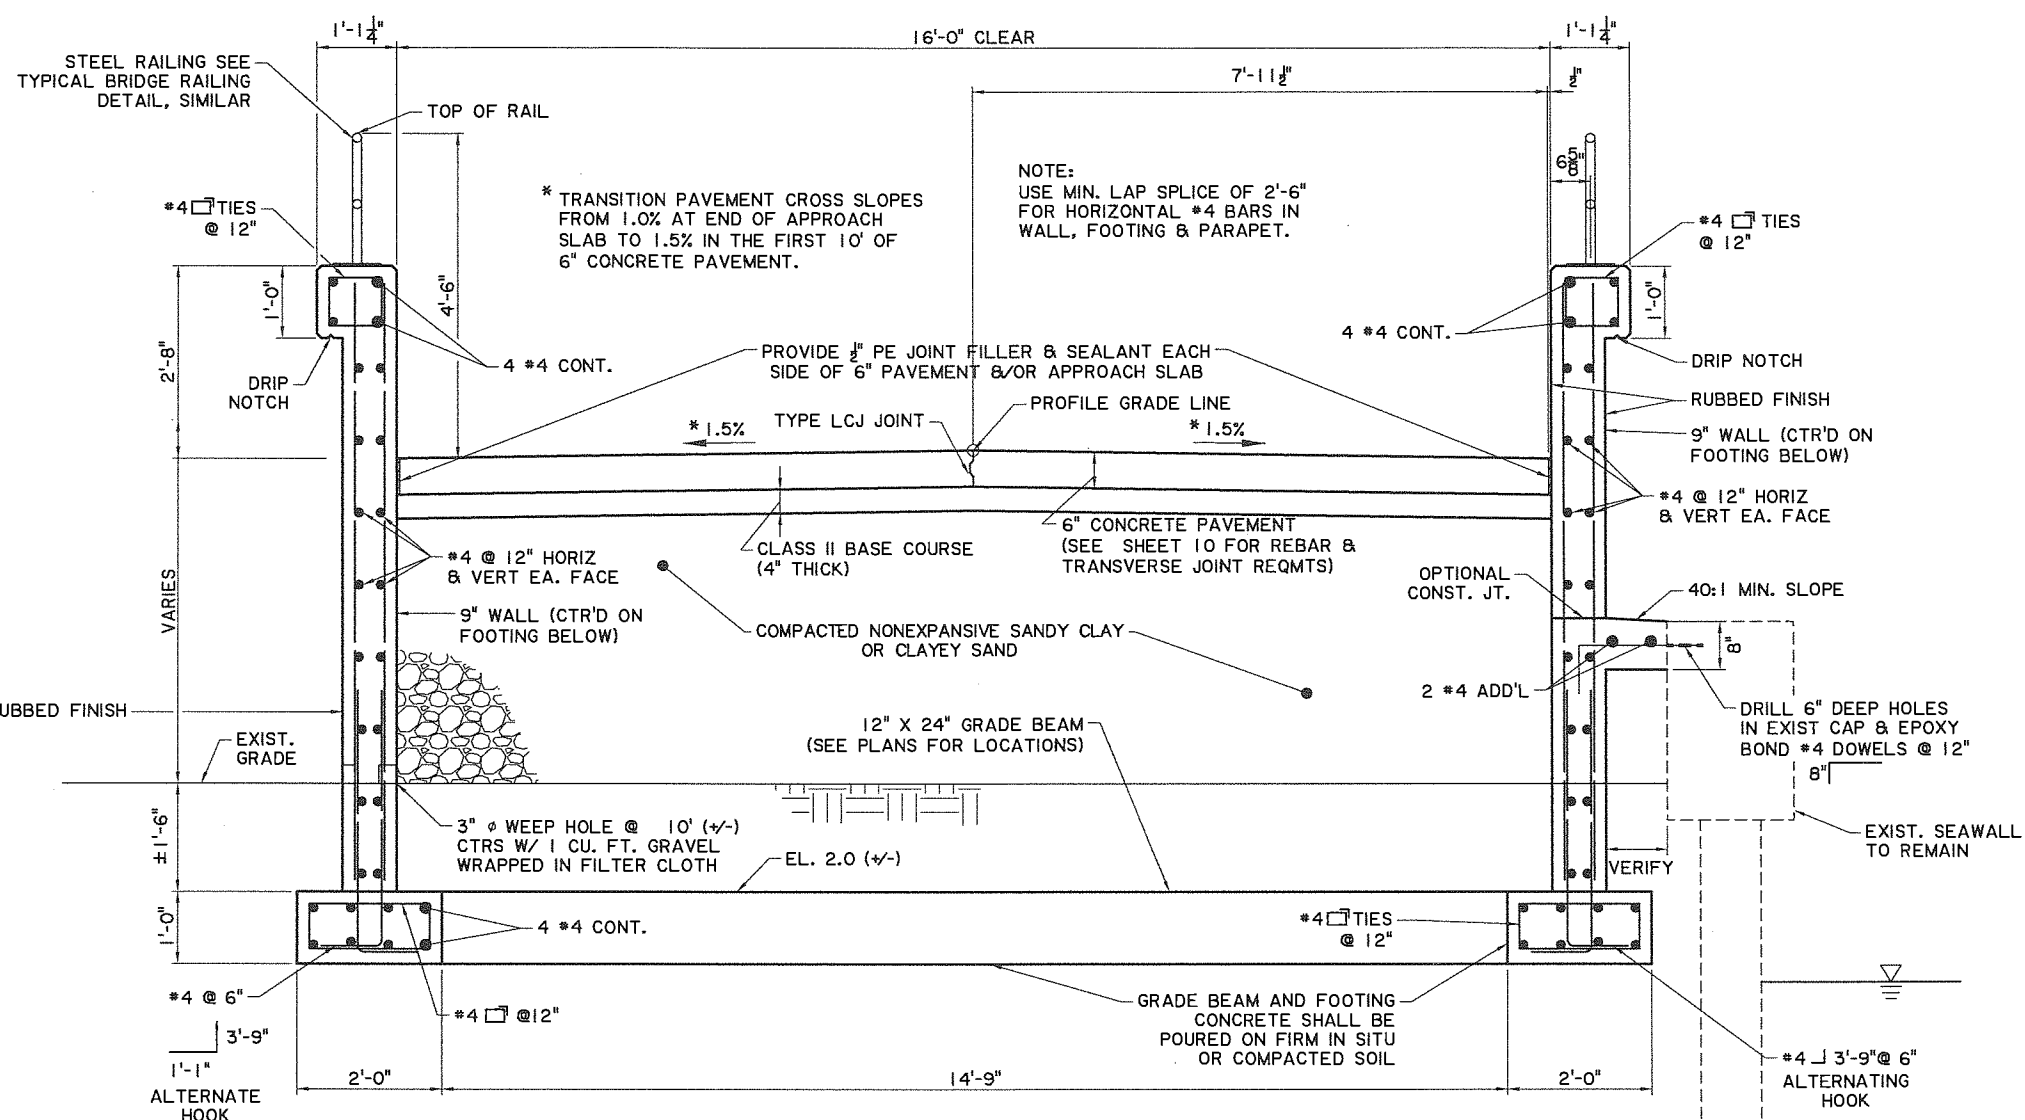 1'-1 1/4"
16'-0" CLEAR
1'-1 1/4"
7'-11 1/2"
1/2"
STEEL RAILING SEE
TYPICAL BRIDGE RAILING
DETAIL, SIMILAR
TOP OF RAIL
#4 TIES
@ 12"
* TRANSITION PAVEMENT CROSS SLOPES
FROM 1.0% AT END OF APPROACH
SLAB TO 1.5% IN THE FIRST 10' OF
6" CONCRETE PAVEMENT.
NOTE:
USE MIN. LAP SPLICE OF 2'-6"
FOR HORIZONTAL #4 BARS IN
WALL, FOOTING & PARAPET.
6 5/8"
#4 TIES
@ 12"
1'-0"
4'-6"
2'-8"
1'-0"
4 #4 CONT.
4 #4 CONT.
DRIP
NOTCH
DRIP NOTCH
PROVIDE 1/2" PE JOINT FILLER & SEALANT EACH
SIDE OF 6" PAVEMENT &/OR APPROACH SLAB
RUBBED FINISH
PROFILE GRADE LINE
TYPE LCJ JOINT
* 1.5%
* 1.5%
9" WALL (CTR'D ON
FOOTING BELOW)
#4 @ 12" HORIZ
& VERT EA. FACE
CLASS II BASE COURSE
(4" THICK)
6" CONCRETE PAVEMENT
(SEE SHEET 10 FOR REBAR &
TRANSVERSE JOINT REQMTS)
#4 @ 12" HORIZ
& VERT EA. FACE
VARIES
9" WALL (CTR'D ON
FOOTING BELOW)
OPTIONAL
CONST. JT.
40:1 MIN. SLOPE
COMPACTED NONEXPANSIVE SANDY CLAY
OR CLAYEY SAND
8"
2 #4 ADD'L
UBBED FINISH
EXIST.
GRADE
12" X 24" GRADE BEAM
(SEE PLANS FOR LOCATIONS)
DRILL 6" DEEP HOLES
IN EXIST CAP & EPOXY
BOND #4 DOWELS @ 12"
8"
±1'-6"
3" ø WEEP HOLE @ 10' (+/-)
CTRS W/ 1 CU. FT. GRAVEL
WRAPPED IN FILTER CLOTH
EL. 2.0 (+/-)
EXIST. SEAWALL
TO REMAIN
VERIFY
1'-0"
4 #4 CONT.
#4 TIES
@ 12"
#4 @ 6"
3'-9"
1'-1"
ALTERNATE
HOOK
#4 @12"
GRADE BEAM AND FOOTING
CONCRETE SHALL BE
POURED ON FIRM IN SITU
OR COMPACTED SOIL
#4 3'-9"@ 6"
ALTERNATING
HOOK
2'-0"
14'-9"
2'-0"